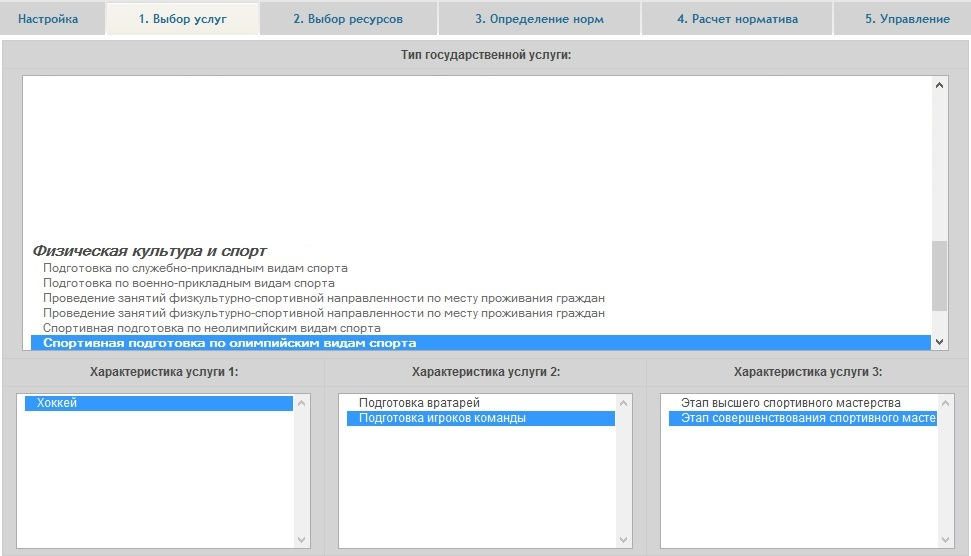 Настройка
1. Выбор услуг
2. Выбор ресурсов
3. Определение норм
4. Расчет норматива
5. Управление
Тип государственной услуги:
Физическая культура и спорт
Подготовка по служебно-прикладным видам спорта
Подготовка по военно-прикладным видам спорта
Проведение занятий физкультурно-спортивной направленности по месту проживания граждан
Проведение занятий физкультурно-спортивной направленности по месту проживания граждан
Спортивная подготовка по неолимпийским видам спорта
Спортивная подготовка по олимпийским видам спорта
Характеристика услуги 1:
Хоккей
Характеристика услуги 2:
Подготовка вратарей
Подготовка игроков команды
Характеристика услуги 3:
Этап высшего спортивного мастерства
Этап совершенствования спортивного масте